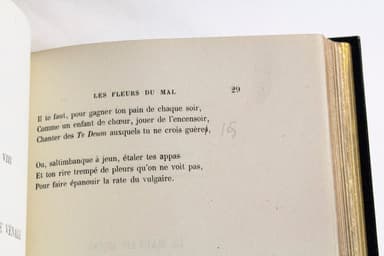 VIII
E VÉNALE
LES FLEURS DU MAL 29
Il te faut, pour gagner ton pain de chaque soir,
Comme un enfant de chœur, jouer de l'encensoir,
Chanter des Te Deum auxquels tu ne crois guère,
Ou, saltimbanque à jeun, étaler tes appas
Et ton rire trempé de pleurs qu'on ne voit pas,
Pour faire épanouir la rate du vulgaire.